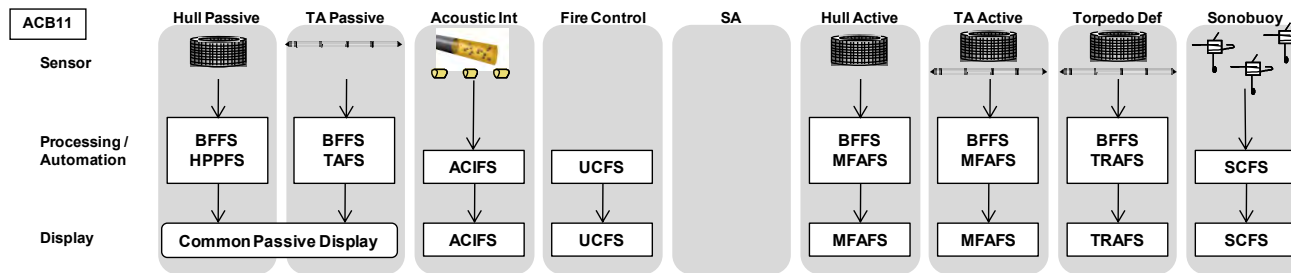 ACB11
Hull Passive TA Passive Acoustic Int Fire Control SA Hull Active TA Active Torpedo Def Sonobuoy
Sensor
Processing /
Automation
BFFS
HPPFS
BFFS
TAFS
ACIFS
UCFS
BFFS
MFAFS
BFFS
MFAFS
BFFS
TRAFS
SCFS
Display
Common Passive Display
ACIFS
UCFS
MFAFS
MFAFS
TRAFS
SCFS